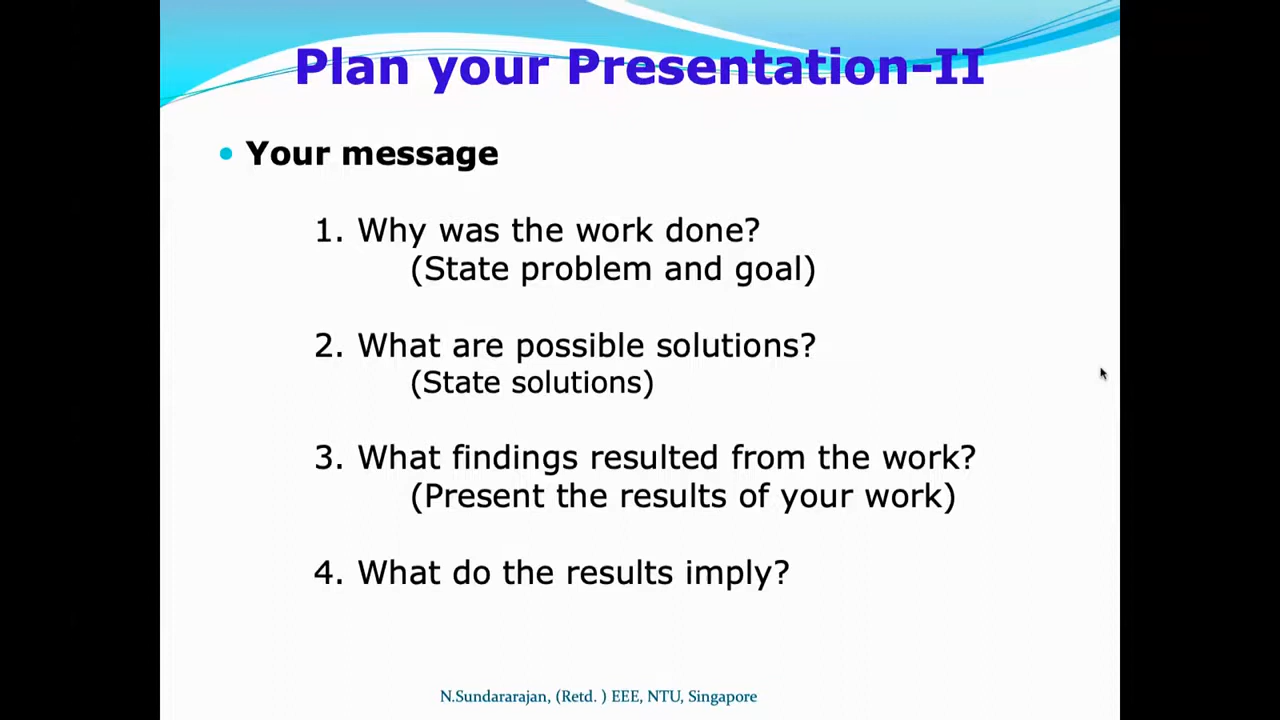 Plan your Presentation-II
• Your message
1. Why was the work done?
(State problem and goal)
2. What are possible solutions?
(State solutions)
3. What findings resulted from the work?
(Present the results of your work)
4. What do the results imply?
N.Sundararajan, (Retd. ) EEE, NTU, Singapore